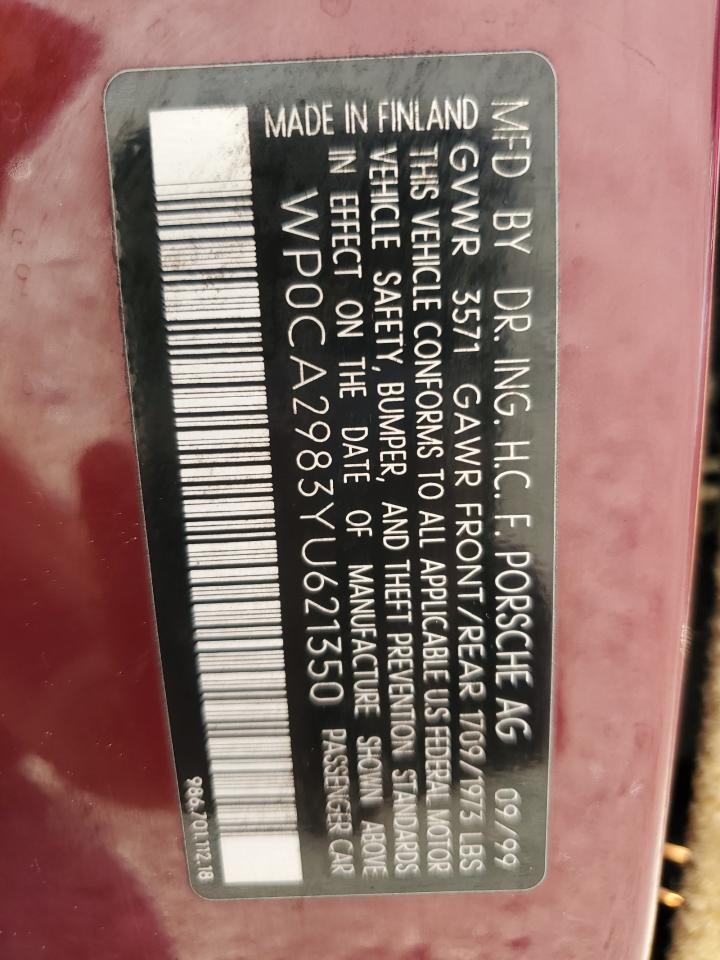 MFD BY DR. ING. H.C. F. PORSCHE AG 09/99
GVWR 3571 GAWR FRONT/REAR 1709/1973 LBS
THIS VEHICLE CONFORMS TO ALL APPLICABLE U.S FEDERAL MOTOR
VEHICLE SAFETY, BUMPER, AND THEFT PREVENTION STANDARDS
IN EFFECT ON THE DATE OF MANUFACTURE SHOWN ABOVE
MADE IN FINLAND
WP0CA2983YU621350 PASSENGER CAR
986.701.112.18